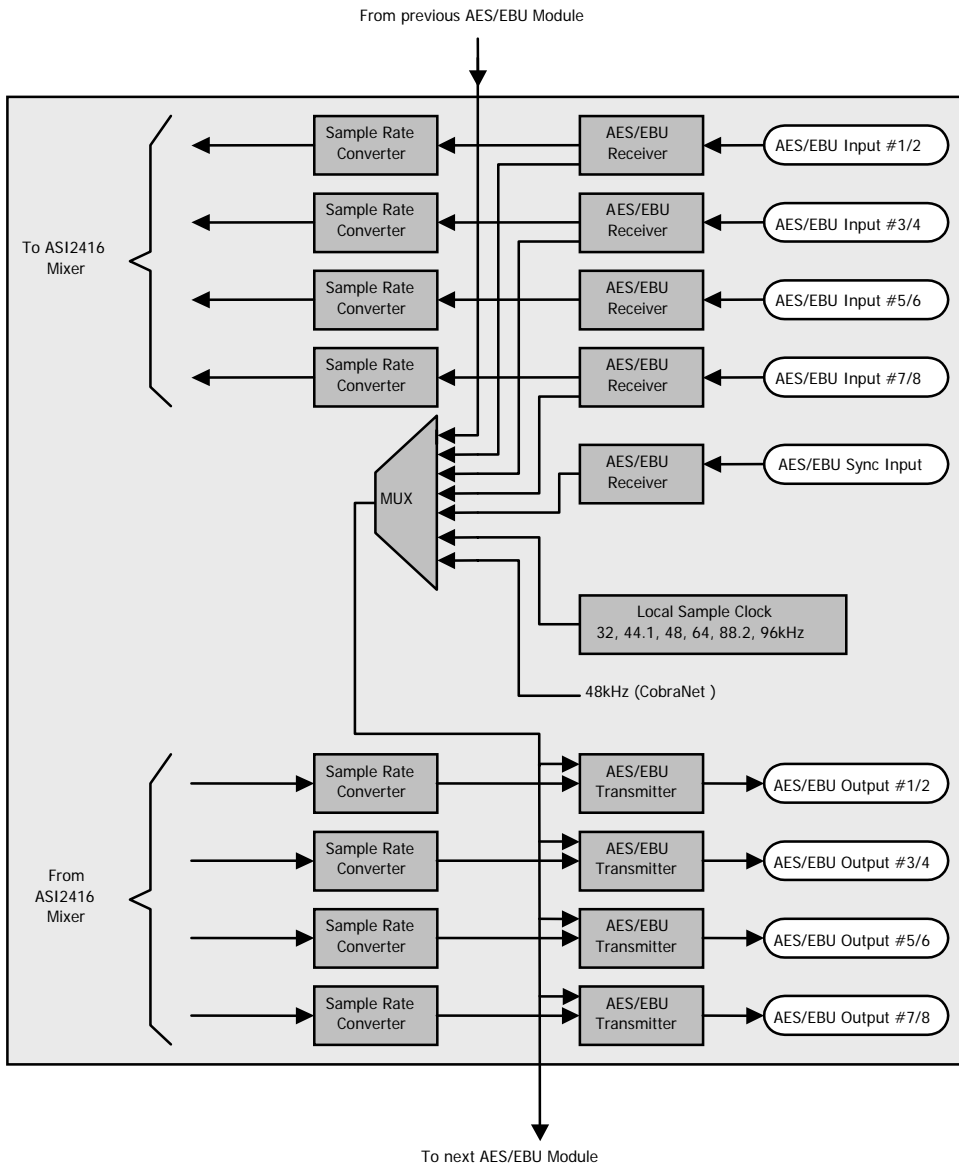 From previous AES/EBU Module
Sample Rate
Converter
AES/EBU
Receiver
AES/EBU Input #1/2
Sample Rate
Converter
AES/EBU
Receiver
AES/EBU Input #3/4
To ASI2416
Mixer
Sample Rate
Converter
AES/EBU
Receiver
AES/EBU Input #5/6
Sample Rate
Converter
AES/EBU
Receiver
AES/EBU Input #7/8
MUX
AES/EBU
Receiver
AES/EBU Sync Input
Local Sample Clock
32, 44.1, 48, 64, 88.2, 96kHz
48kHz (CobraNet )
Sample Rate
Converter
AES/EBU
Transmitter
AES/EBU Output #1/2
Sample Rate
Converter
AES/EBU
Transmitter
AES/EBU Output #3/4
From
ASI2416
Mixer
Sample Rate
Converter
AES/EBU
Transmitter
AES/EBU Output #5/6
Sample Rate
Converter
AES/EBU
Transmitter
AES/EBU Output #7/8
To next AES/EBU Module